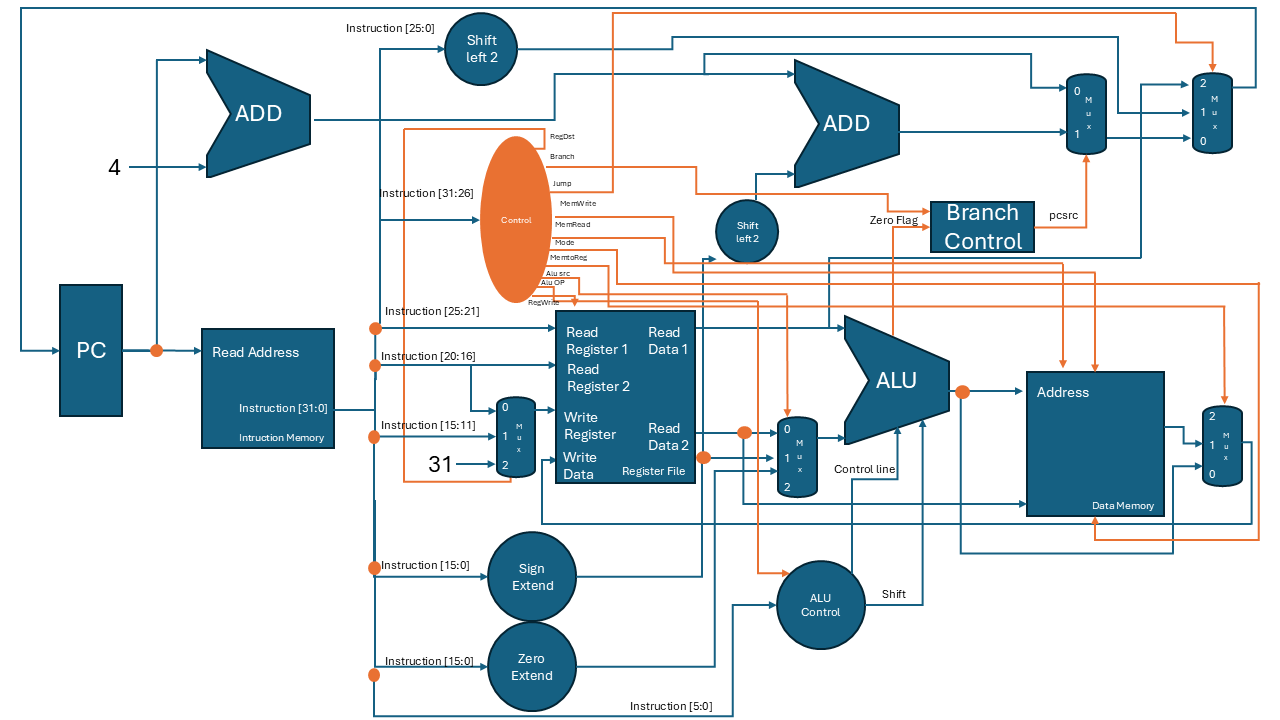 Instruction [25:0]
Shift
left 2
ADD
4
ADD
0
M
u
x
1
2
M
1 u
x
0
RegDst
Branch
Jump
MemWrite
MemRead
Mode
MemtoReg
Alu src
Alu OP
RegWrite
Instruction [31:26]
Control
Shift
left 2
Zero Flag
Branch
Control
pcsrc
PC
Read Address
Instruction [31:0]
Intruction Memory
Instruction [25:21]
Instruction [20:16]
Instruction [15:11]
31
0
M
1 u
x
2
Read
Register 1
Read
Register 2
Write
Register
Write
Data
Read
Data 1
Read
Data 2
Register File
0
M
1 u
x
2
ALU
Control line
Address
Data Memory
2
M
1 u
x
0
Instruction [15:0]
Sign
Extend
ALU
Control
Shift
Instruction [15:0]
Zero
Extend
Instruction [5:0]